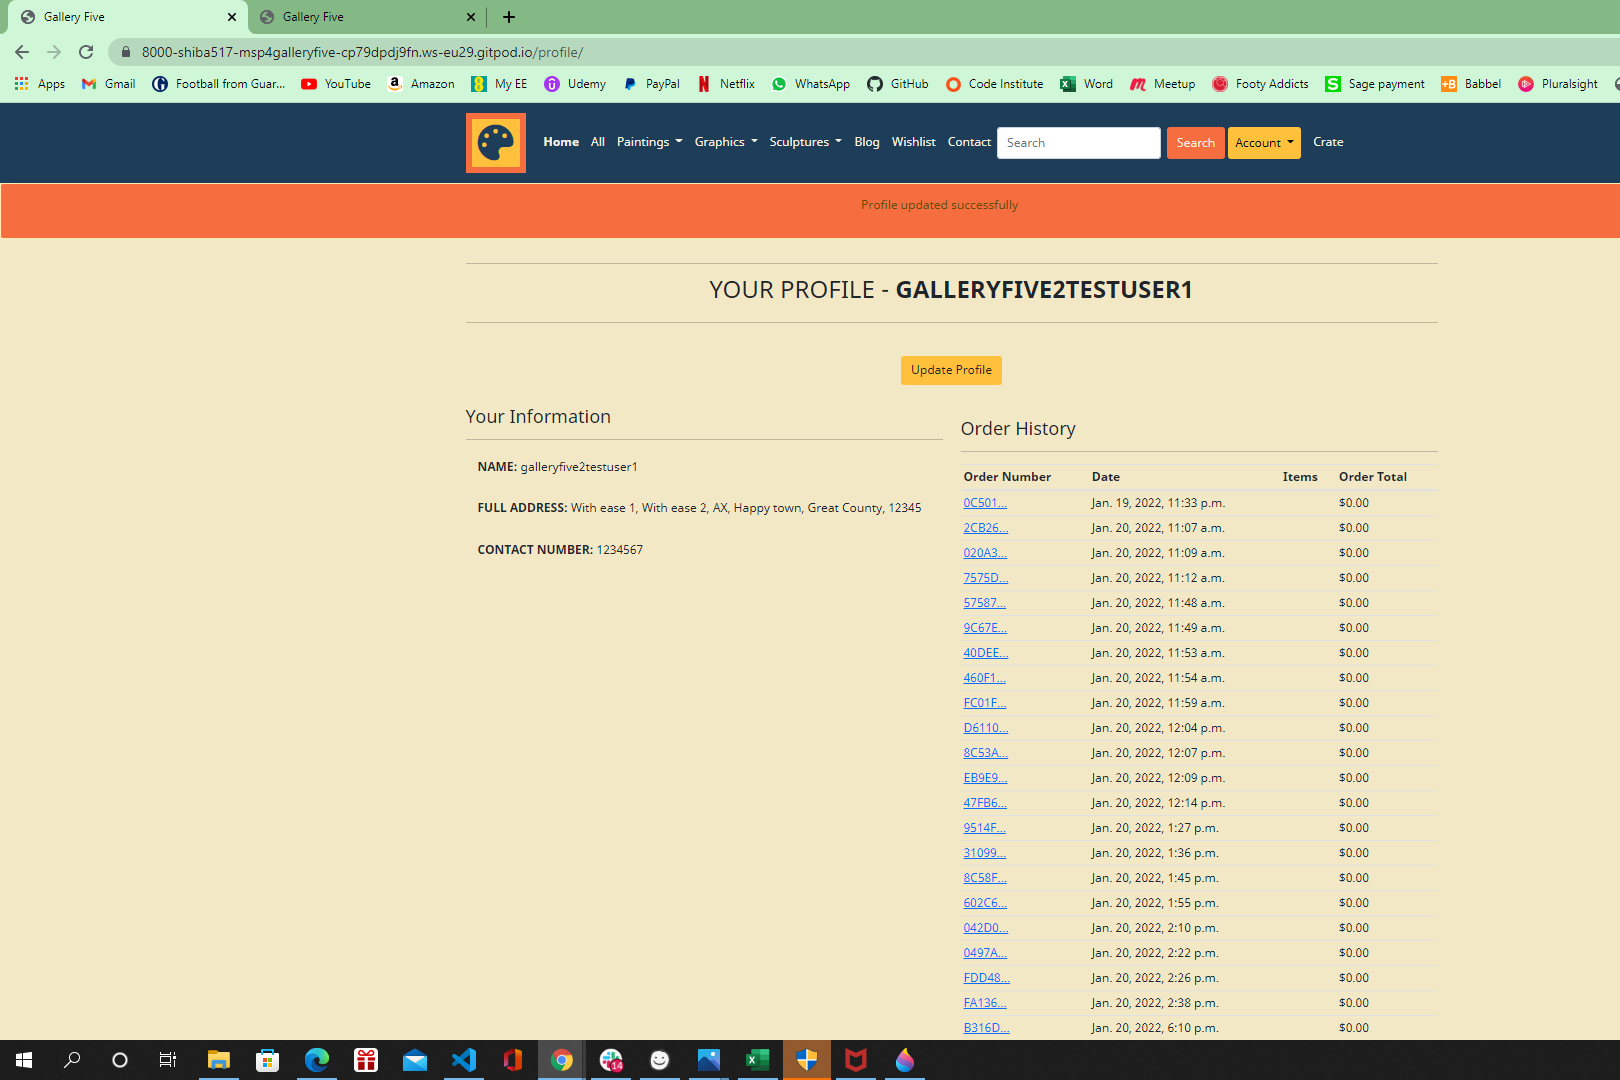 Gallery Five
Gallery Five
8000-shiba517-msp4galleryfive-cp79dpdj9fn.ws-eu29.gitpod.io/profile/
Apps Gmail Football from Guar... YouTube Amazon My EE Udemy PayPal Netflix WhatsApp GitHub Code Institute Word Meetup Footy Addicts Sage payment Babbel Pluralsight
Home All Paintings Graphics Sculptures Blog Wishlist Contact Search Search Account Crate
Profile updated successfully
YOUR PROFILE - GALLERYFIVE2TESTUSER1
Update Profile
Your Information
NAME: galleryfive2testuser1
FULL ADDRESS: With ease 1, With ease 2, AX, Happy town, Great County, 12345
CONTACT NUMBER: 1234567
Order History
Order Number Date Items Order Total
0C501... Jan. 19, 2022, 11:33 p.m. $0.00
2CB26... Jan. 20, 2022, 11:07 a.m. $0.00
020A3... Jan. 20, 2022, 11:09 a.m. $0.00
7575D... Jan. 20, 2022, 11:12 a.m. $0.00
57587... Jan. 20, 2022, 11:48 a.m. $0.00
9C67E... Jan. 20, 2022, 11:49 a.m. $0.00
40DEE... Jan. 20, 2022, 11:53 a.m. $0.00
460F1... Jan. 20, 2022, 11:54 a.m. $0.00
FC01F... Jan. 20, 2022, 11:59 a.m. $0.00
D6110... Jan. 20, 2022, 12:04 p.m. $0.00
8C53A... Jan. 20, 2022, 12:07 p.m. $0.00
EB9E9... Jan. 20, 2022, 12:09 p.m. $0.00
47FB6... Jan. 20, 2022, 12:14 p.m. $0.00
9514F... Jan. 20, 2022, 1:27 p.m. $0.00
31099... Jan. 20, 2022, 1:36 p.m. $0.00
8C58F... Jan. 20, 2022, 1:45 p.m. $0.00
602C6... Jan. 20, 2022, 1:55 p.m. $0.00
042D0... Jan. 20, 2022, 2:10 p.m. $0.00
0497A... Jan. 20, 2022, 2:22 p.m. $0.00
FDD48... Jan. 20, 2022, 2:26 p.m. $0.00
FA136... Jan. 20, 2022, 2:38 p.m. $0.00
B316D... Jan. 20, 2022, 6:10 p.m. $0.00
14